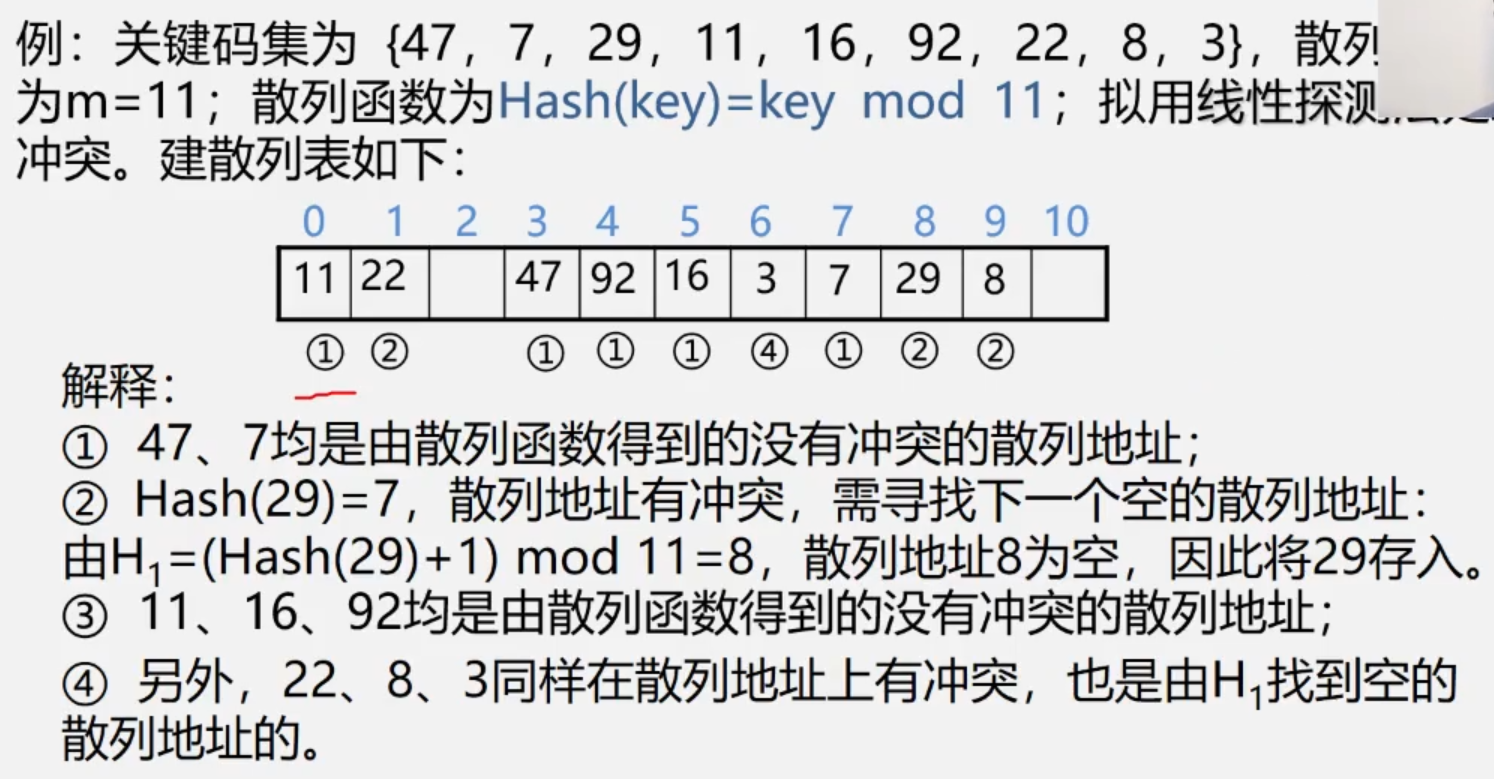 例：关键码集为 {47，7，29，11，16，92，22，8，3}，散列
为m=11；散列函数为Hash(key)=key mod 11；拟用线性探测
冲突。建散列表如下：
0 1 2 3 4 5 6 7 8 9 10
11 22 47 92 16 3 7 29 8
① ② ① ① ① ④ ① ② ②
解释：
① 47、7均是由散列函数得到的没有冲突的散列地址；
② Hash(29)=7，散列地址有冲突，需寻找下一个空的散列地址：
由H₁=(Hash(29)+1) mod 11=8，散列地址8为空，因此将29存入。
③ 11、16、92均是由散列函数得到的没有冲突的散列地址；
④ 另外，22、8、3同样在散列地址上有冲突，也是由H₁找到空的
散列地址的。